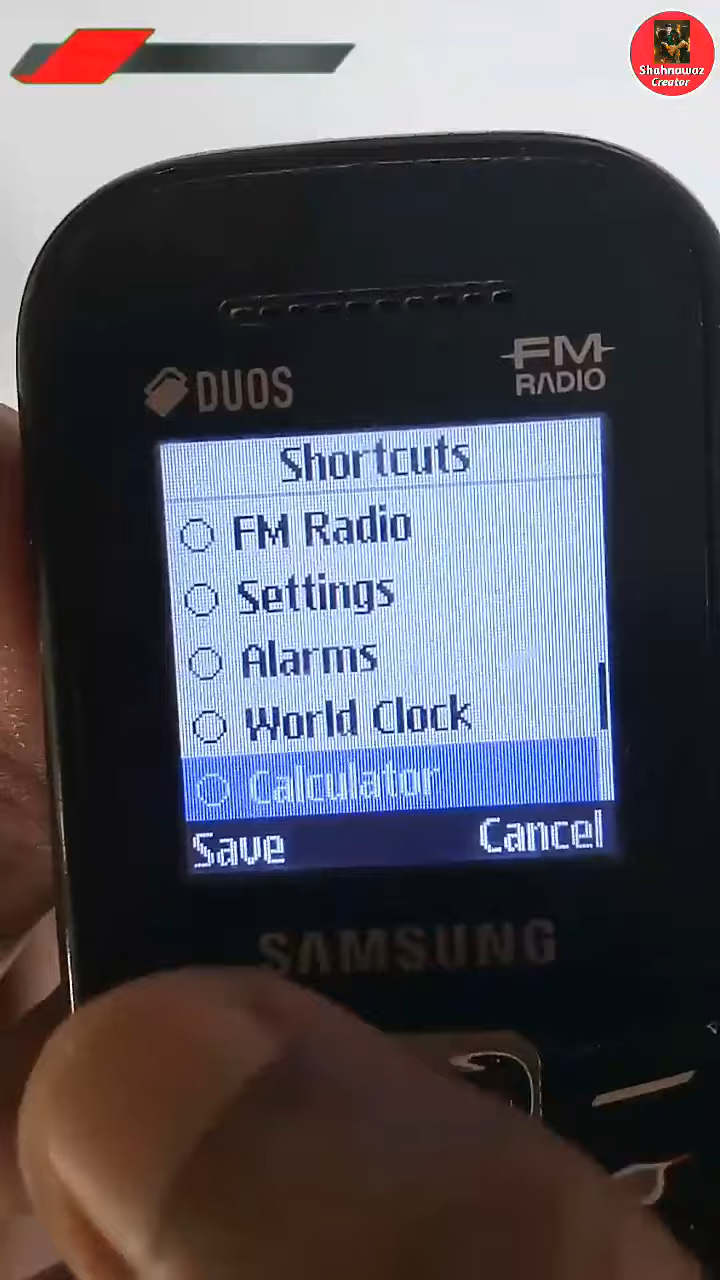 Shahnawaz
Creator
DUOS
FM
RADIO
Shortcuts
FM Radio
Settings
Alarms
World Clock
Calculator
Save
Cancel
SAMSUNG